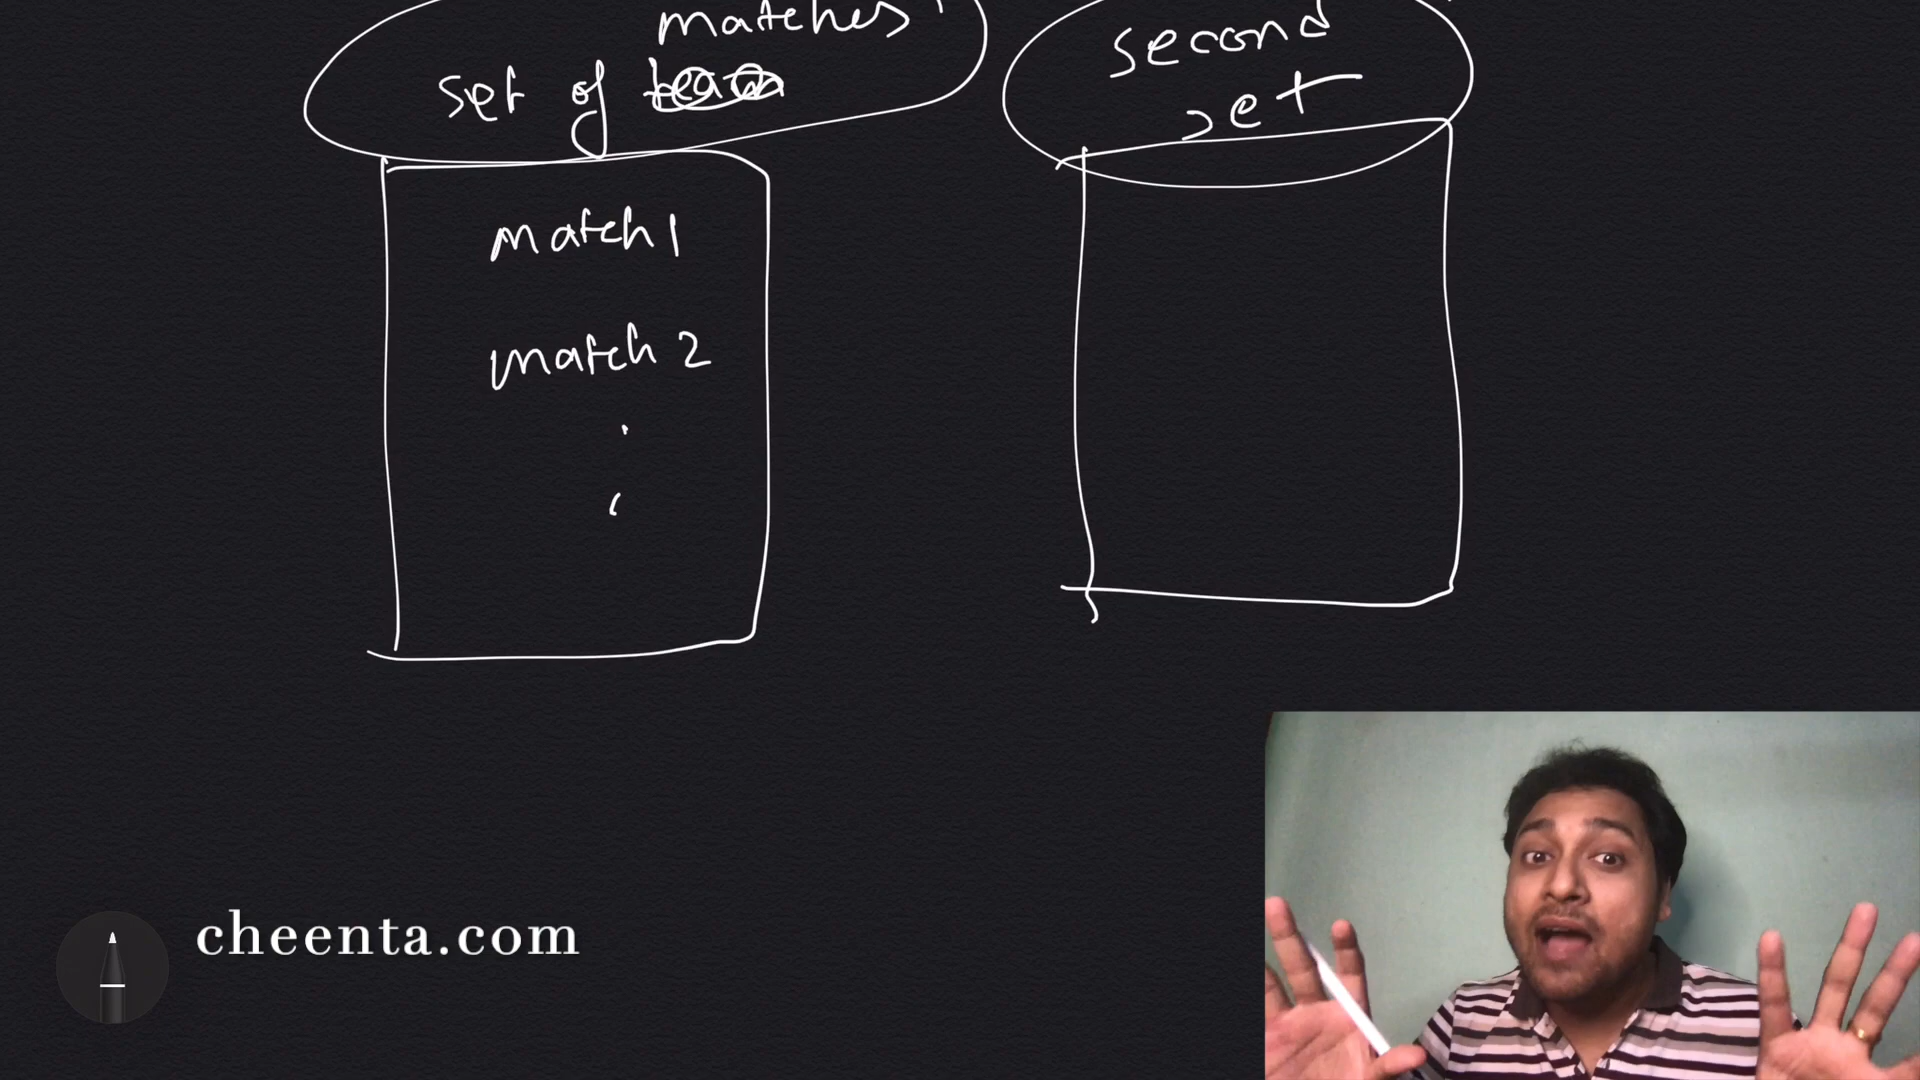 matches
set of
second
set
match 1
match 2
cheenta.com